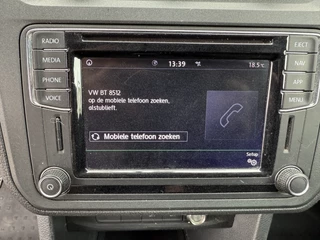 RADIO
MEDIA
PHONE
VOICE
13:39
18.5°C
VW BT 8512
op de mobiele telefoon zoeken,
alstublieft.
Mobiele telefoon zoeken
Setup
EJECT
NAV
APP
MENU